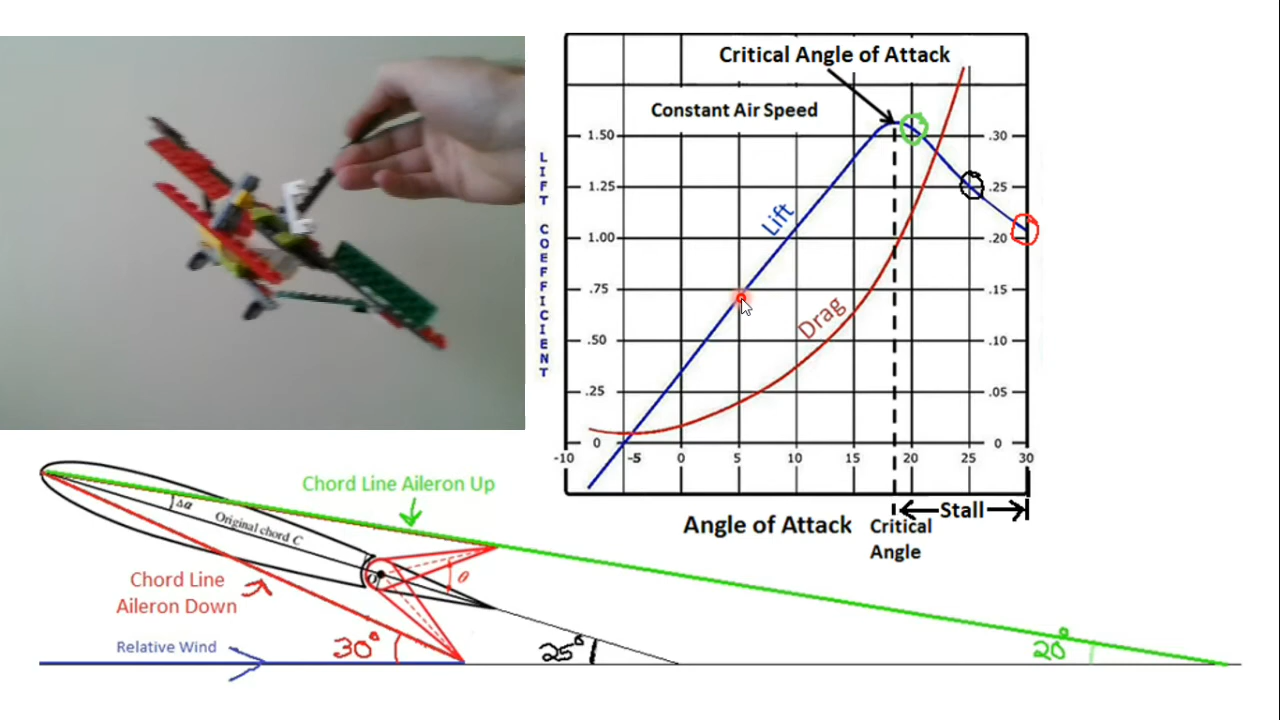 Critical Angle of Attack
Constant Air Speed
LIFT COEFFICIENT
1.50
1.25
1.00
.75
.50
.25
0
.30
.25
.20
.15
.10
.05
0
Lift
Drag
-10 -5 0 5 10 15 20 25 30
Stall
Angle of Attack
Critical
Angle
Chord Line Aileron Up
Δα
Original chord C
O
θ
Chord Line
Aileron Down
Relative Wind
30°
25°
20°